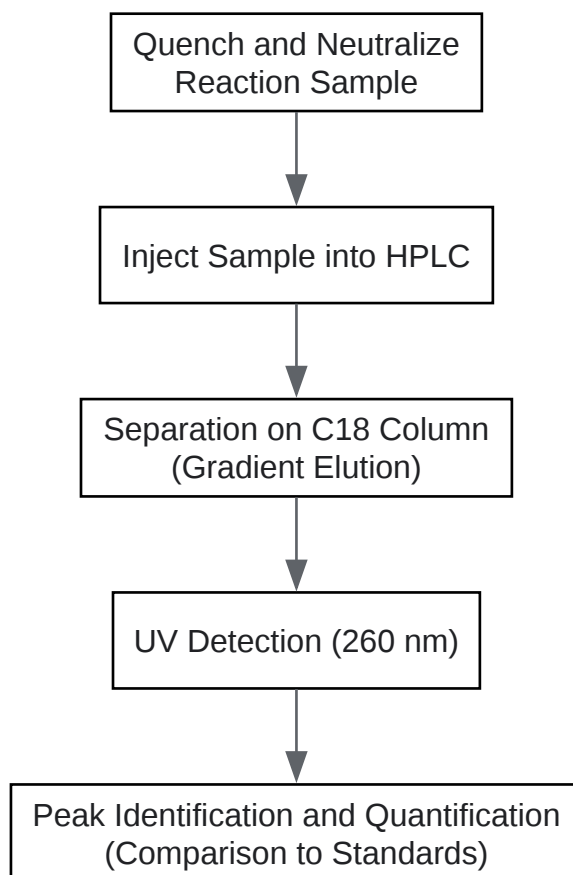 Quench and Neutralize
Reaction Sample
Inject Sample into HPLC
Separation on C18 Column
(Gradient Elution)
UV Detection (260 nm)
Peak Identification and Quantification
(Comparison to Standards)